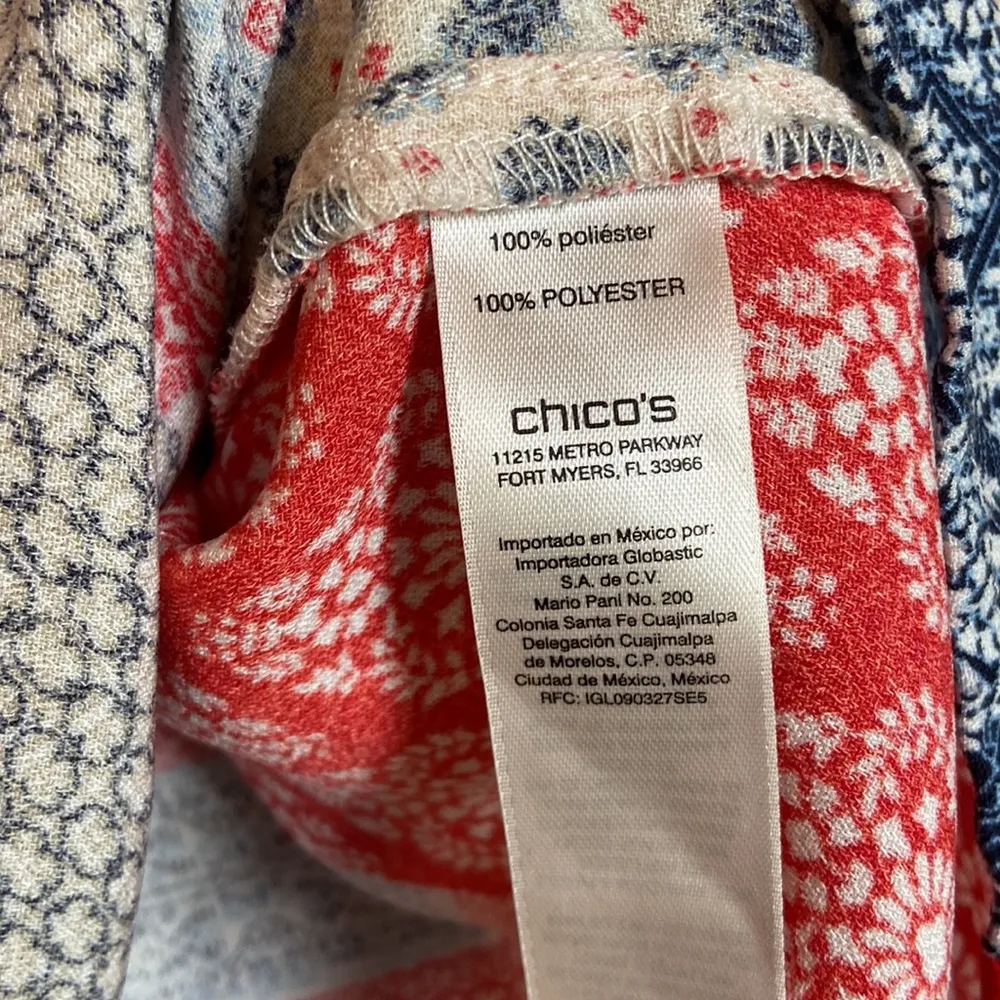 100% poliéster
100% POLYESTER
chico's
11215 METRO PARKWAY
FORT MYERS, FL 33966
Importado en México por:
Importadora Globastic
S.A. de C.V.
Mario Pani No. 200
Colonia Santa Fe Cuajimalpa
Delegación Cuajimalpa
de Morelos, C.P. 05348
Ciudad de México, México
RFC: IGL090327SE5